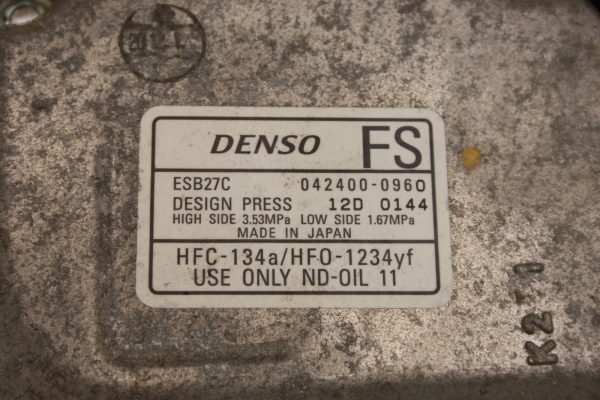 DENSO FS
ESB27C 042400-0960
DESIGN PRESS 12D 0144
HIGH SIDE 3.53MPa LOW SIDE 1.67MPa
MADE IN JAPAN
HFC-134a/HFO-1234yf
USE ONLY ND-OIL 11